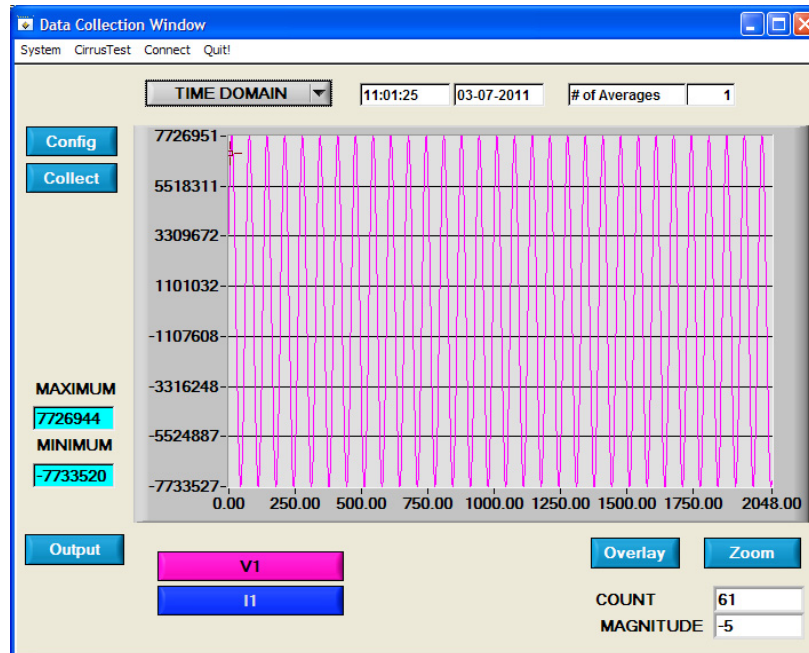 Data Collection Window
System CirrusTest Connect Quit!
TIME DOMAIN 11:01:25 03-07-2011 # of Averages 1
Config
Collect
7726951
5518311
3309672
1101032
-1107608
-3316248
-5524887
-7733527
MAXIMUM
7726944
MINIMUM
-7733520
0.00 250.00 500.00 750.00 1000.00 1250.00 1500.00 1750.00 2048.00
Output
V1
I1
Overlay Zoom
COUNT 61
MAGNITUDE -5